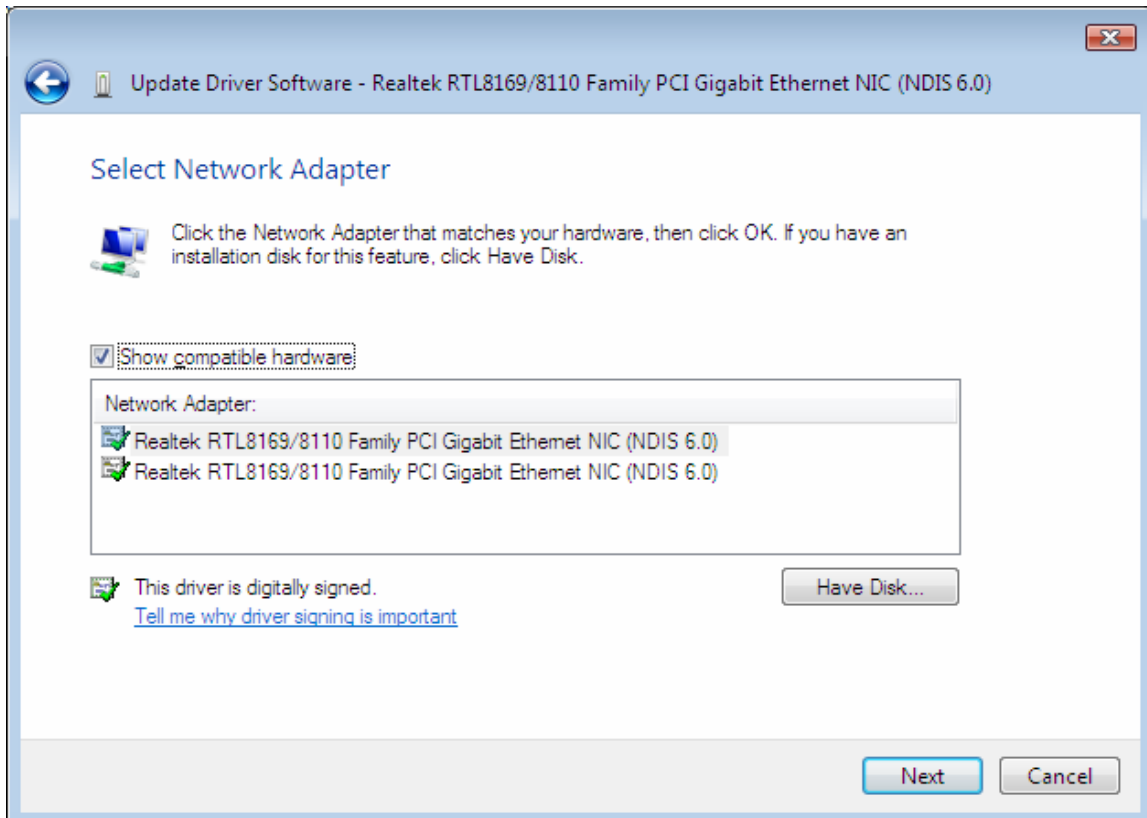 Update Driver Software - Realtek RTL8169/8110 Family PCI Gigabit Ethernet NIC (NDIS 6.0)
Select Network Adapter
Click the Network Adapter that matches your hardware, then click OK. If you have an
installation disk for this feature, click Have Disk.
Show compatible hardware
Network Adapter:
Realtek RTL8169/8110 Family PCI Gigabit Ethernet NIC (NDIS 6.0)
Realtek RTL8169/8110 Family PCI Gigabit Ethernet NIC (NDIS 6.0)
This driver is digitally signed.
Have Disk...
Tell me why driver signing is important
Next
Cancel